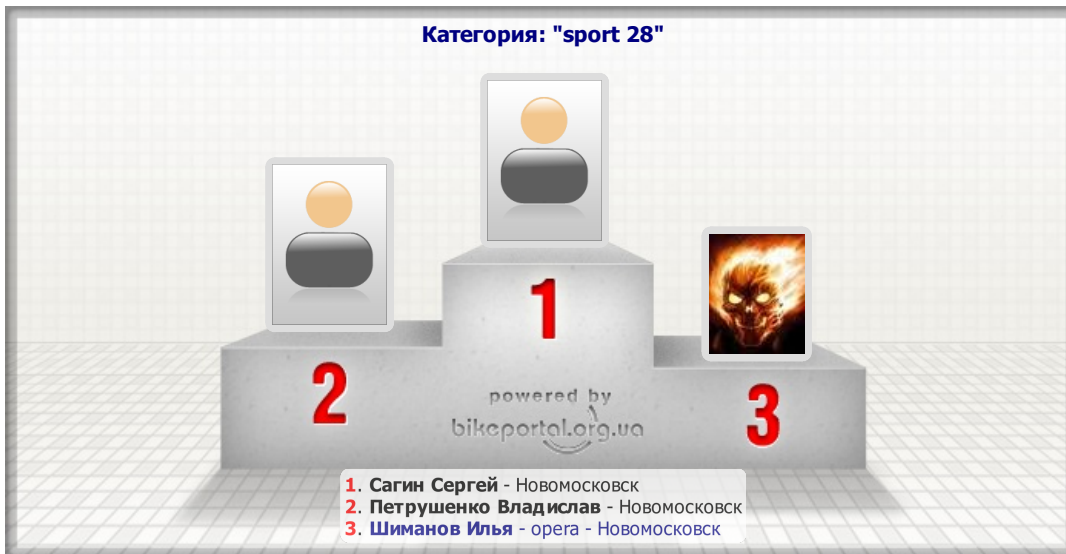 Категория: "sport 28"
1
2
3
powered by
bikeportal.org.ua
1. Сагин Сергей - Новомосковск
2. Петрушенко Владислав - Новомосковск
3. Шиманов Илья - opera - Новомосковск